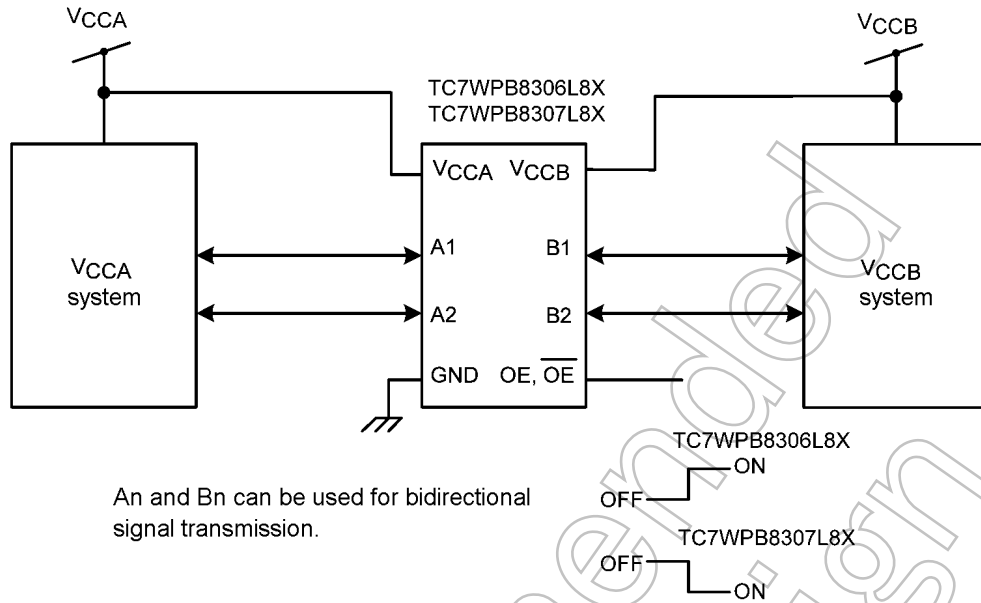 VCCA
VCCB
TC7WPB8306L8X
TC7WPB8307L8X
VCCA VCCB
A1 B1
VCCA
system
VCCB
system
A2 B2
GND OE, OE
TC7WPB8306L8X
ON
OFF
An and Bn can be used for bidirectional
signal transmission.
TC7WPB8307L8X
OFF
ON